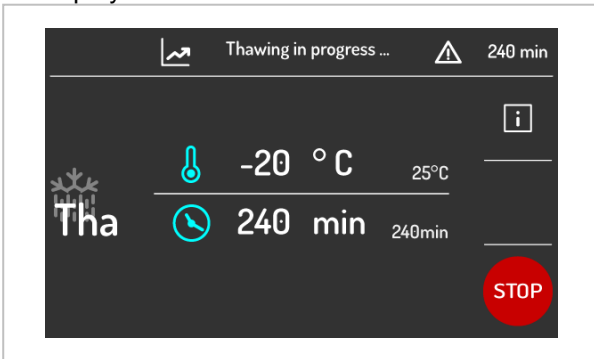 Thawing in progress ... 240 min
-20 °C 25°C
Tha
240 min 240min
STOP